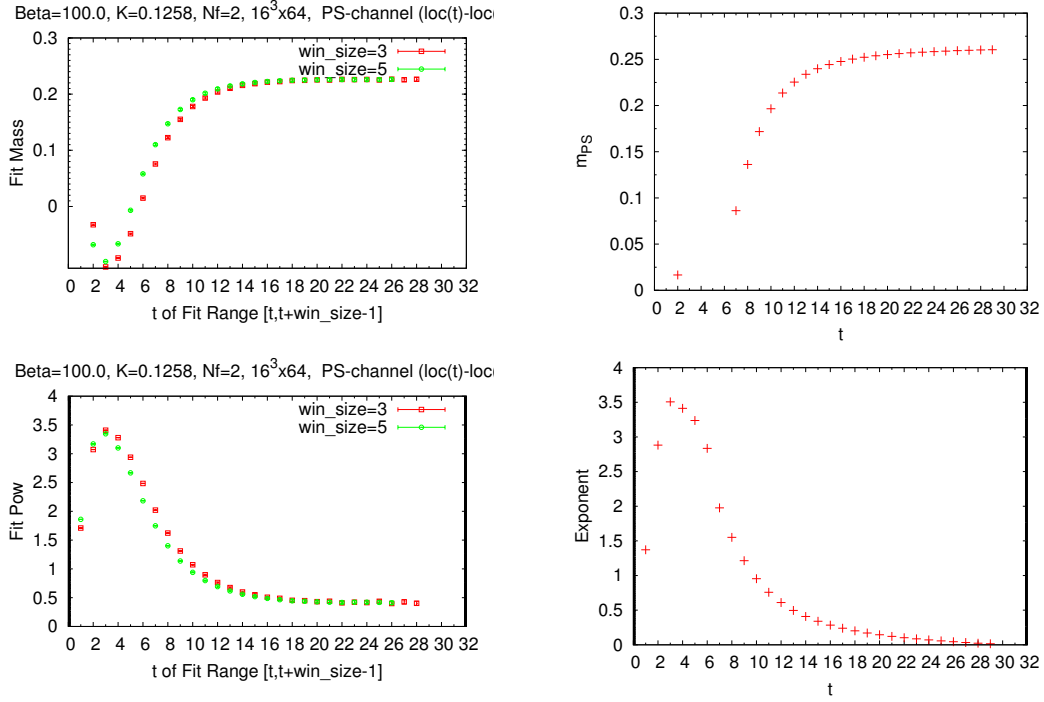 Beta=100.0, K=0.1258, Nf=2, 16^3x64, PS-channel (loc(t)-loc
win_size=3
win_size=5
Fit Mass
0.3
0.2
0.1
0
0 2 4 6 8 10 12 14 16 18 20 22 24 26 28 30 32
t of Fit Range [t,t+win_size-1]
m_PS
0.3
0.25
0.2
0.15
0.1
0.05
0
0 2 4 6 8 10 12 14 16 18 20 22 24 26 28 30 32
t
Beta=100.0, K=0.1258, Nf=2, 16^3x64, PS-channel (loc(t)-loc
win_size=3
win_size=5
Fit Pow
4
3.5
3
2.5
2
1.5
1
0.5
0
0 2 4 6 8 10 12 14 16 18 20 22 24 26 28 30 32
t of Fit Range [t,t+win_size-1]
Exponent
4
3.5
3
2.5
2
1.5
1
0.5
0
0 2 4 6 8 10 12 14 16 18 20 22 24 26 28 30 32
t